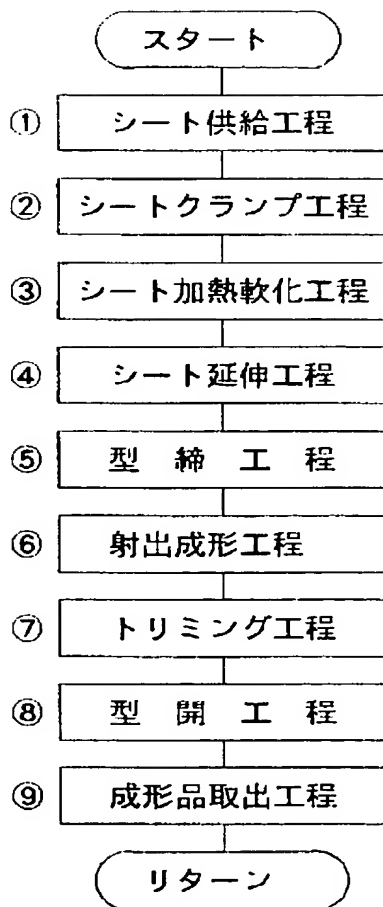 スタート
① シート供給工程
② シートクランプ工程
③ シート加熱軟化工程
④ シート延伸工程
⑤ 型締工程
⑥ 射出成形工程
⑦ トリミング工程
⑧ 型開工程
⑨ 成形品取出工程
リターン